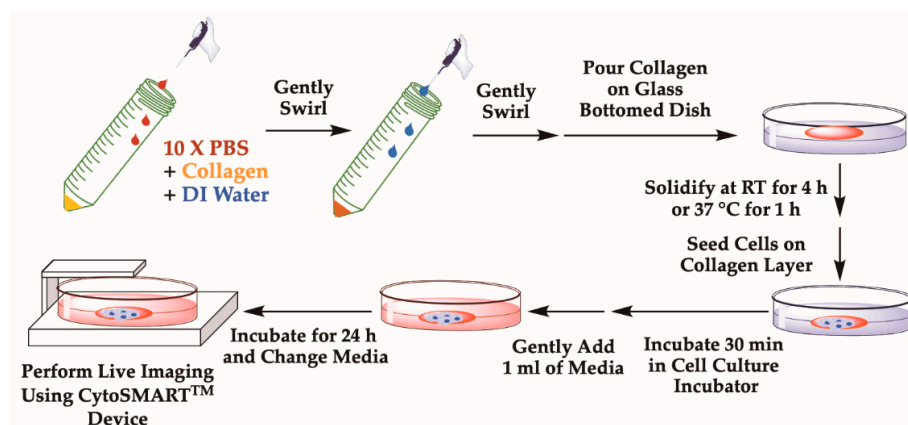 Gently
Swirl
10 X PBS
+ Collagen
+ DI Water
Gently
Swirl
Pour Collagen
on Glass
Bottomed Dish
Solidify at RT for 4 h
or 37 °C for 1 h
Seed Cells on
Collagen Layer
Incubate 30 min
in Cell Culture
Incubator
Gently Add
1 ml of Media
Incubate for 24 h
and Change Media
Perform Live Imaging
Using CytoSMART™
Device